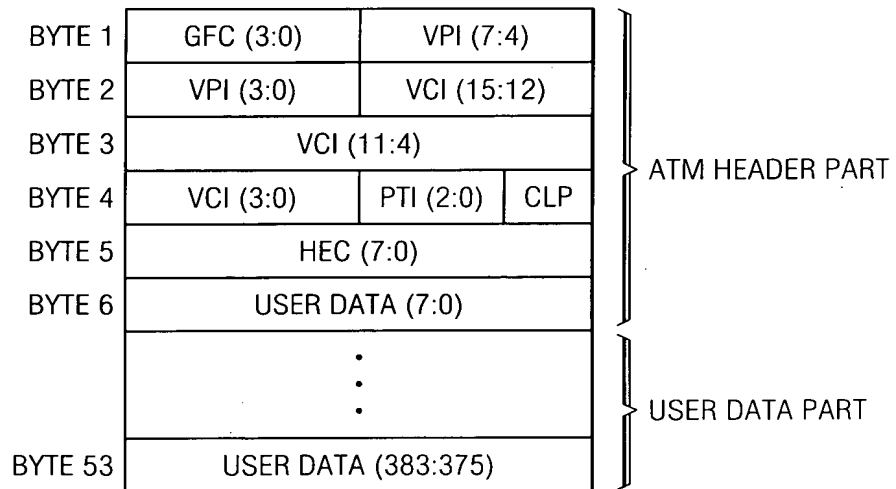 BYTE 1 GFC (3:0) VPI (7:4)
BYTE 2 VPI (3:0) VCI (15:12)
BYTE 3 VCI (11:4)
BYTE 4 VCI (3:0) PTI (2:0) CLP
BYTE 5 HEC (7:0)
BYTE 6 USER DATA (7:0)
ATM HEADER PART
USER DATA PART
BYTE 53 USER DATA (383:375)